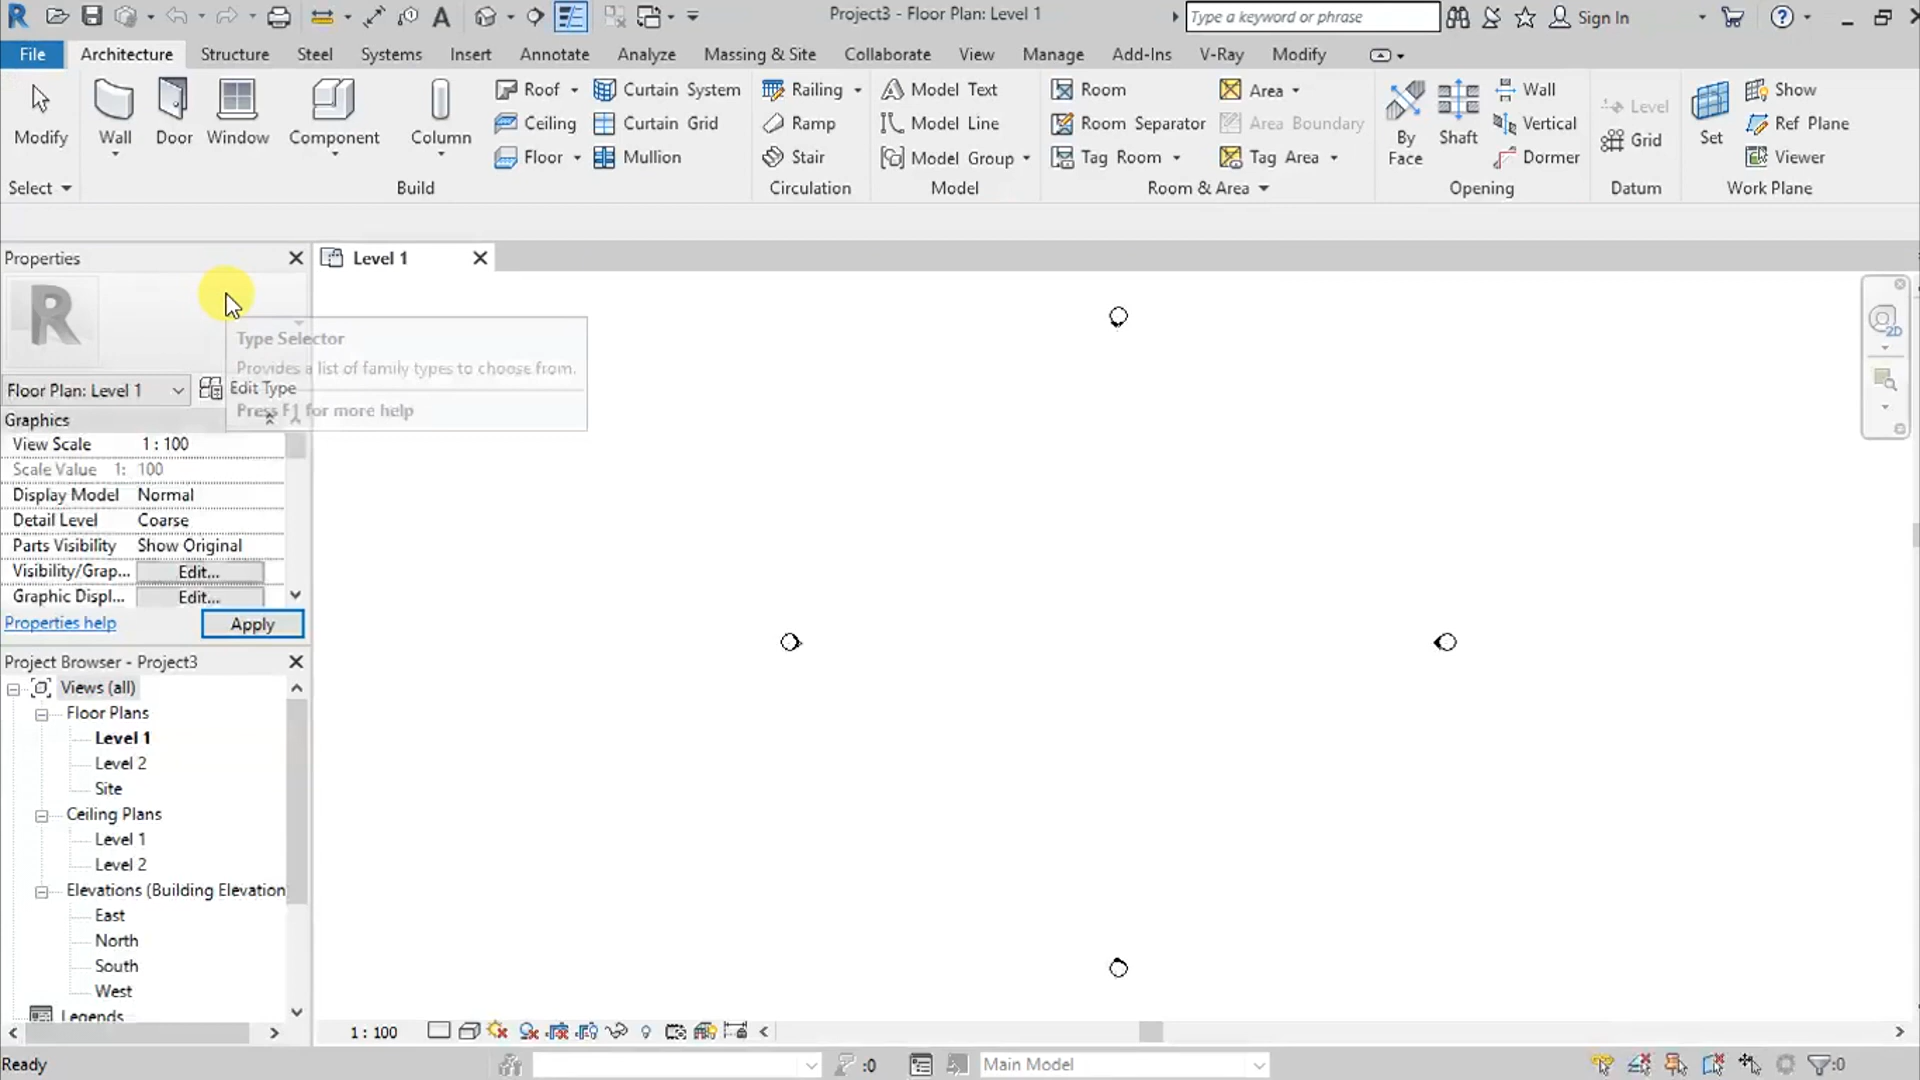 Project3 - Floor Plan: Level 1
Type a keyword or phrase
Sign In
File Architecture Structure Steel Systems Insert Annotate Analyze Massing & Site Collaborate View Manage Add-Ins V-Ray Modify
Modify Wall Door Window Component Column
Roof Curtain System Railing Model Text Room Area
Ceiling Curtain Grid Ramp Model Line Room Separator Area Boundary
Floor Mullion Stair Model Group Tag Room Tag Area
By Face Shaft Wall Vertical Dormer Level Grid Set Show Ref Plane Viewer
Select Build Circulation Model Room & Area Opening Datum Work Plane
Properties
Level 1
R
2D
Type Selector
Provides a list of family types to choose from.
Press F1 for more help
Floor Plan: Level 1 Edit Type
Graphics
View Scale 1 : 100
Scale Value 1: 100
Display Model Normal
Detail Level Coarse
Parts Visibility Show Original
Visibility/Grap... Edit...
Graphic Displ... Edit...
Properties help Apply
Project Browser - Project3
Views (all)
Floor Plans
Level 1
Level 2
Site
Ceiling Plans
Level 1
Level 2
Elevations (Building Elevation
East
North
South
West
Legends
1 : 100
Ready
:0
Main Model
:0